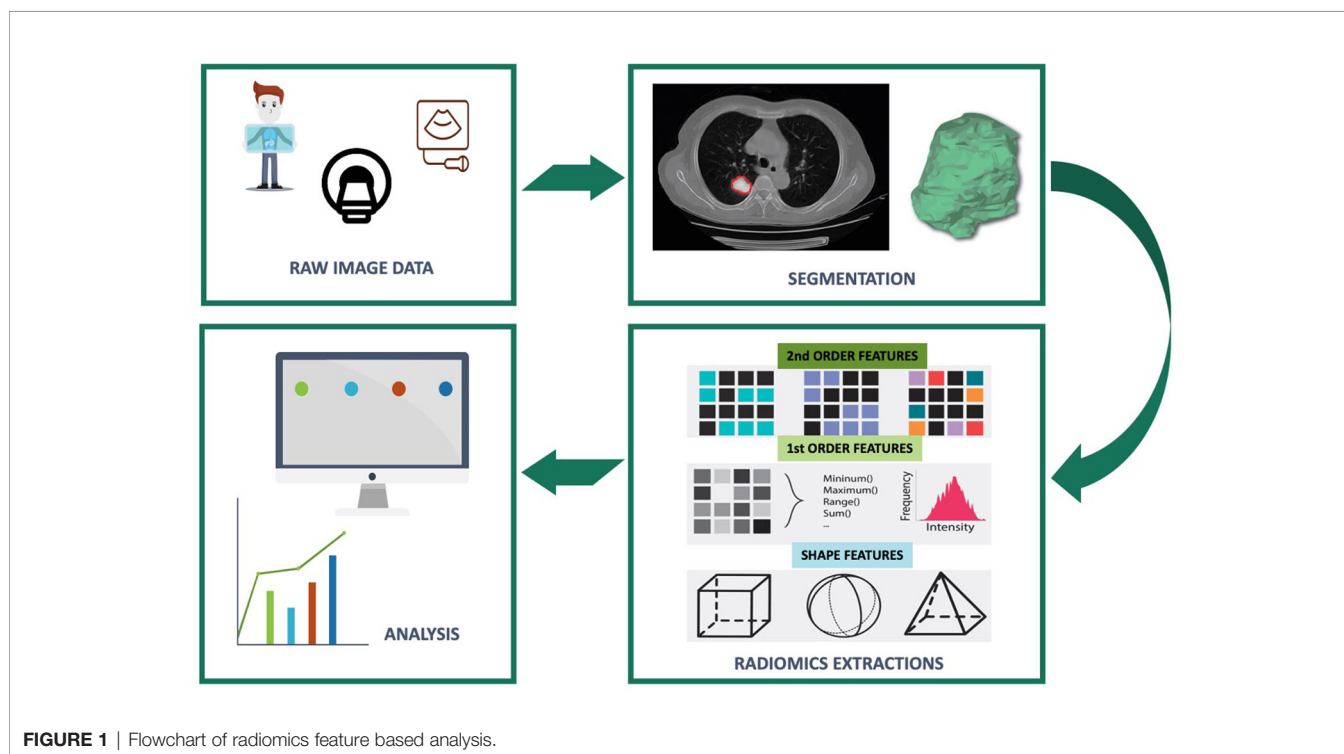 RAW IMAGE DATA
SEGMENTATION
2nd ORDER FEATURES
1st ORDER FEATURES
Mininum()
Maximum()
Range()
Sum()
...
Frequency
Intensity
SHAPE FEATURES
RADIOMICS EXTRACTIONS
ANALYSIS
FIGURE 1 | Flowchart of radiomics feature based analysis.